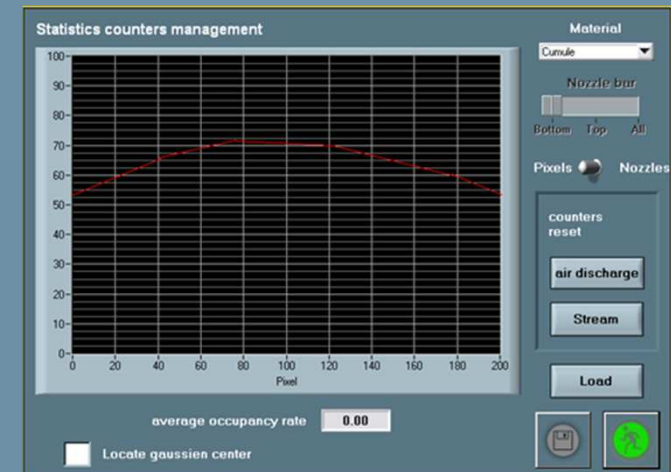 Statistics counters management
100
90
80
70
60
50
40
30
20
10
0
0 20 40 60 80 100 120 140 160 180 200
Pixel
average occupancy rate 0.00
Locate gaussien center
Material
Cumule
Nozzle bar
Bottom Top All
Pixels Nozzles
counters
reset
air discharge
Stream
Load